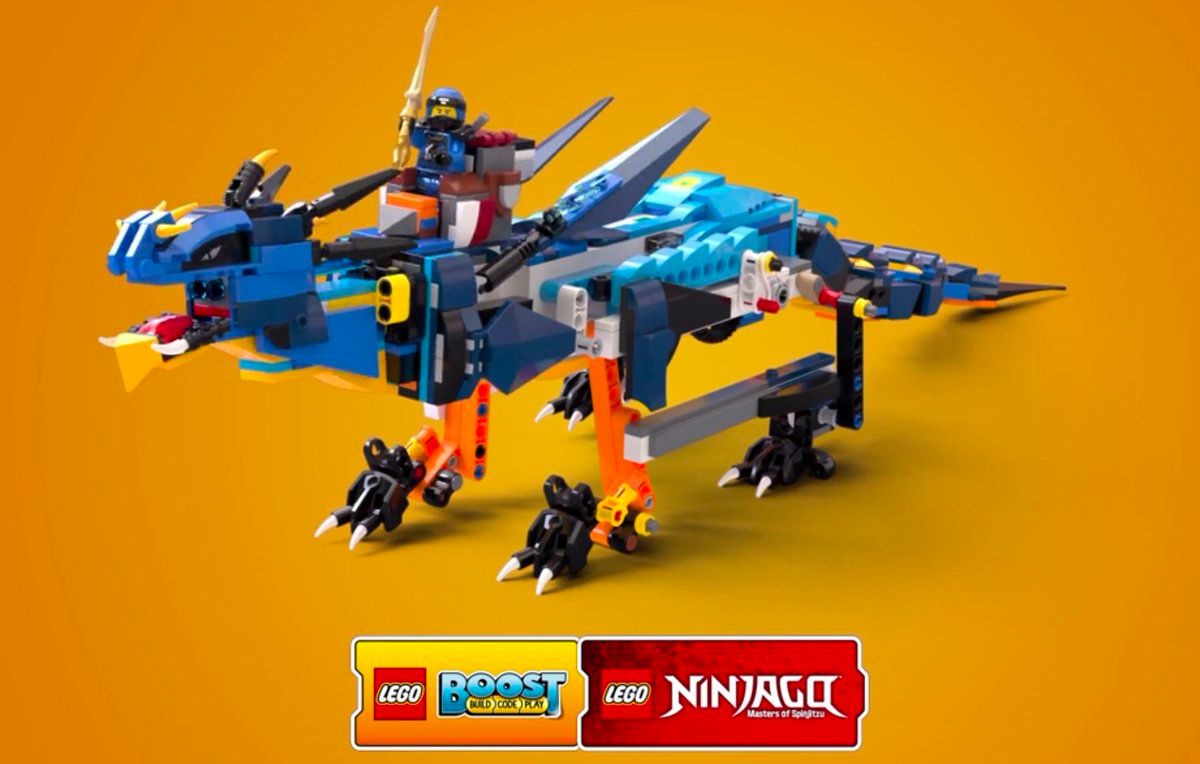 LEGO
BOOST
BUILD CODE PLAY
LEGO
NINJAGO
Masters of Spinjitzu